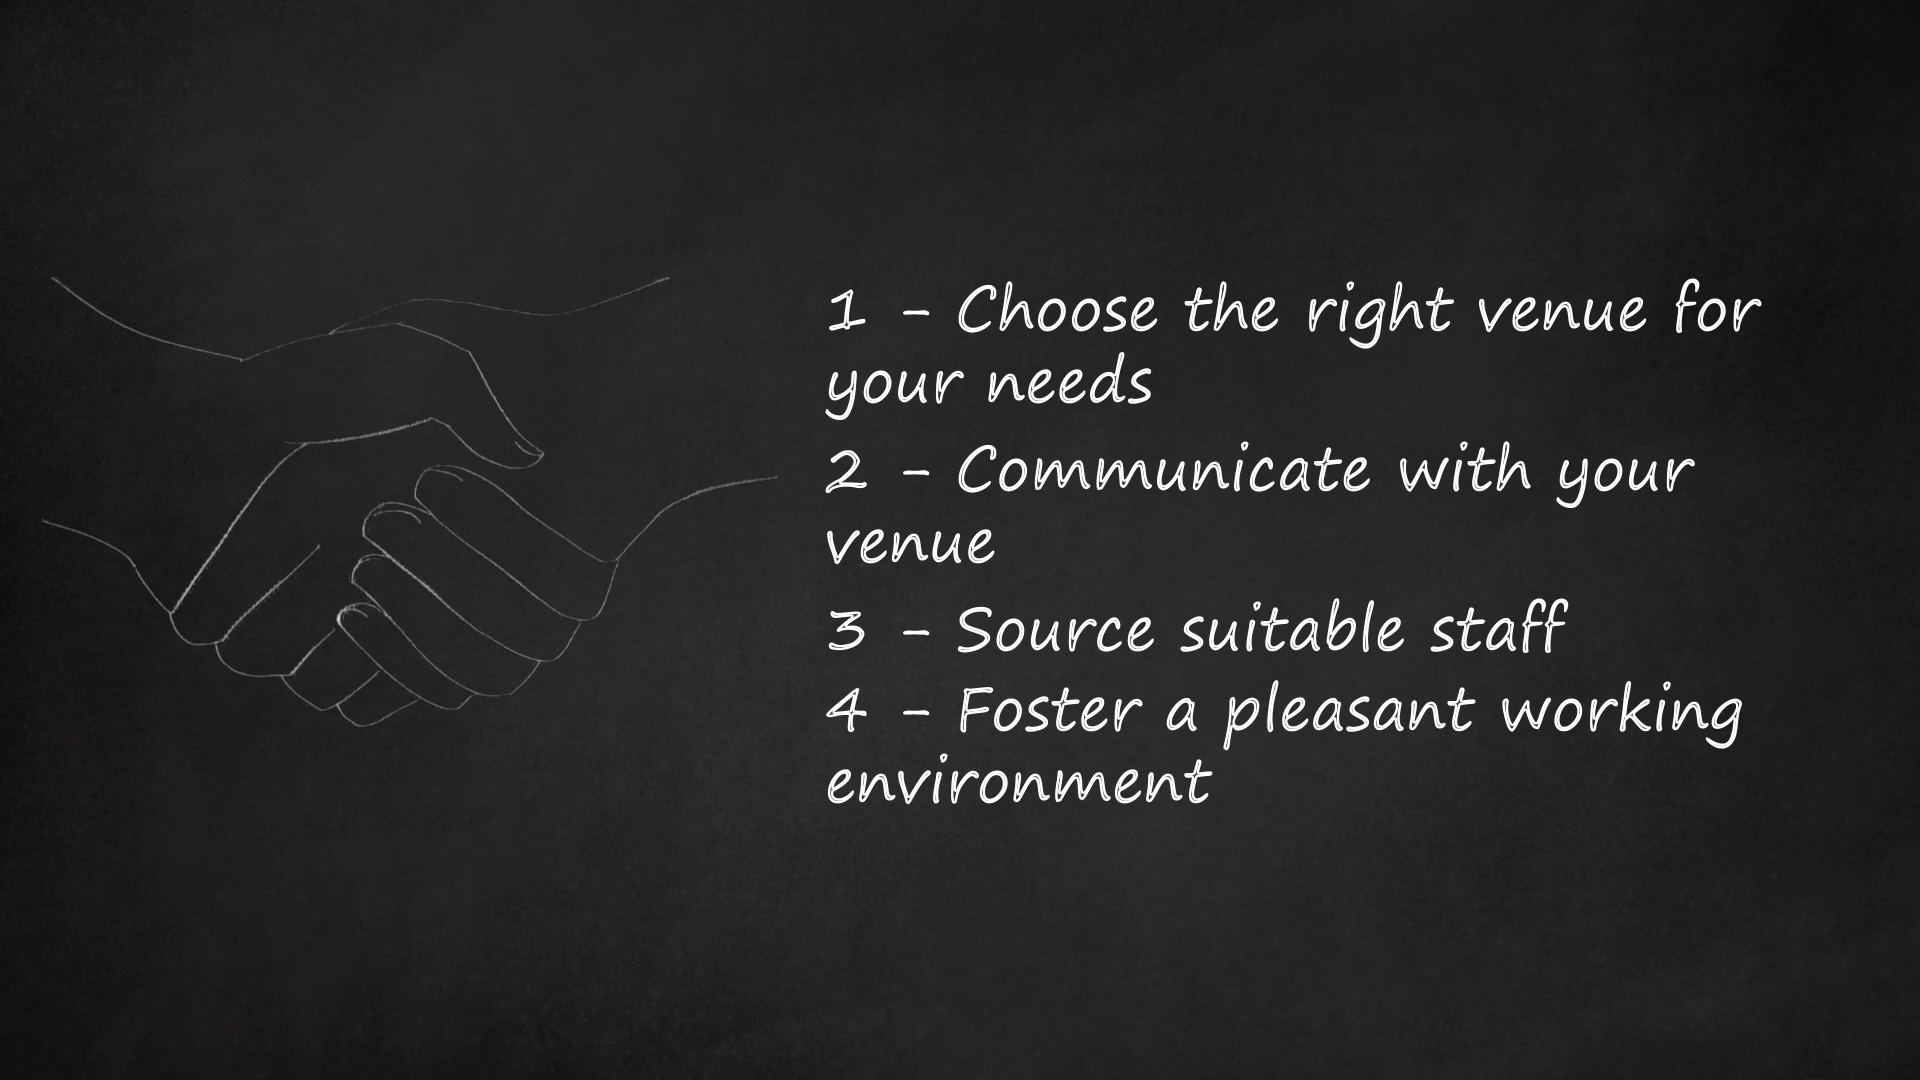 1 - Choose the right venue for
your needs
2 - Communicate with your
venue
3 - Source suitable staff
4 - Foster a pleasant working
environment